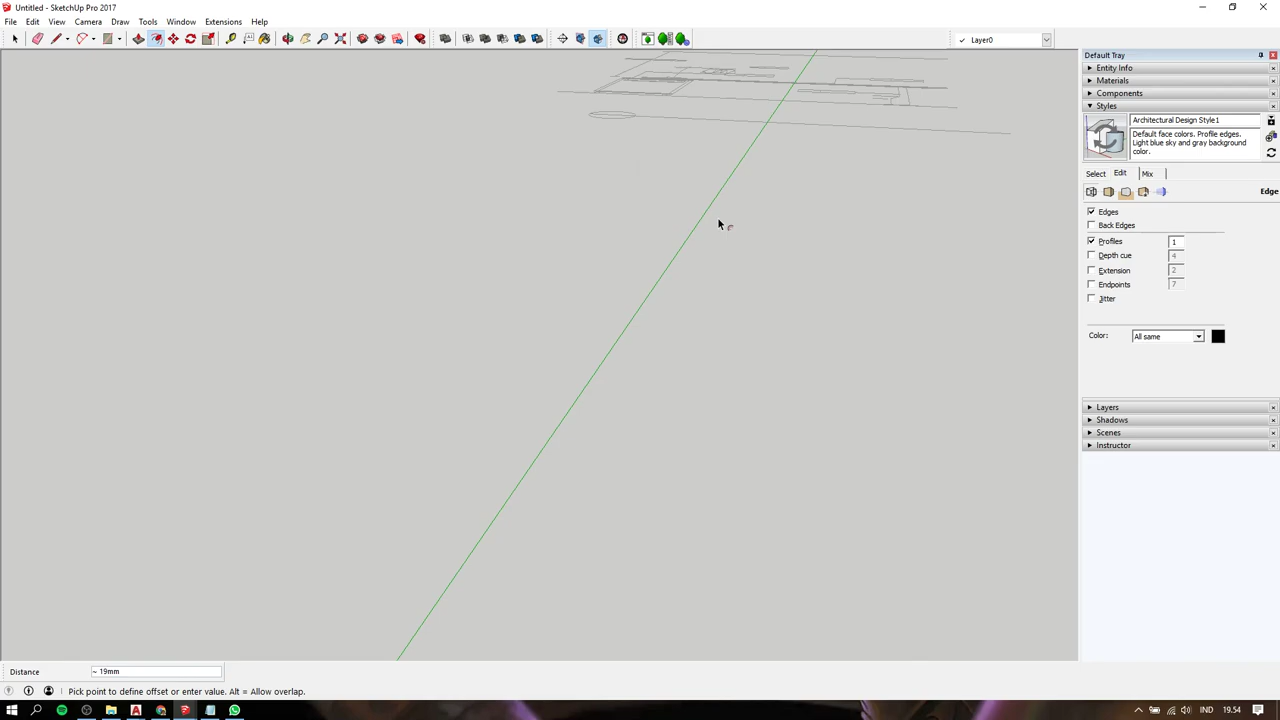 Untitled - SketchUp Pro 2017
File Edit View Camera Draw Tools Window Extensions Help
Layer0
Default Tray
Entity Info
Materials
Components
Styles
Architectural Design Style1
Default face colors. Profile edges.
Light blue sky and gray background
color.
Select Edit Mix
Edge
Edges
Back Edges
Profiles 1
Depth cue 4
Extension 2
Endpoints 7
Jitter
Color: All same
Layers
Shadows
Scenes
Instructor
Distance ~ 19mm
Pick point to define offset or enter value. Alt = Allow overlap.
IND 19.54